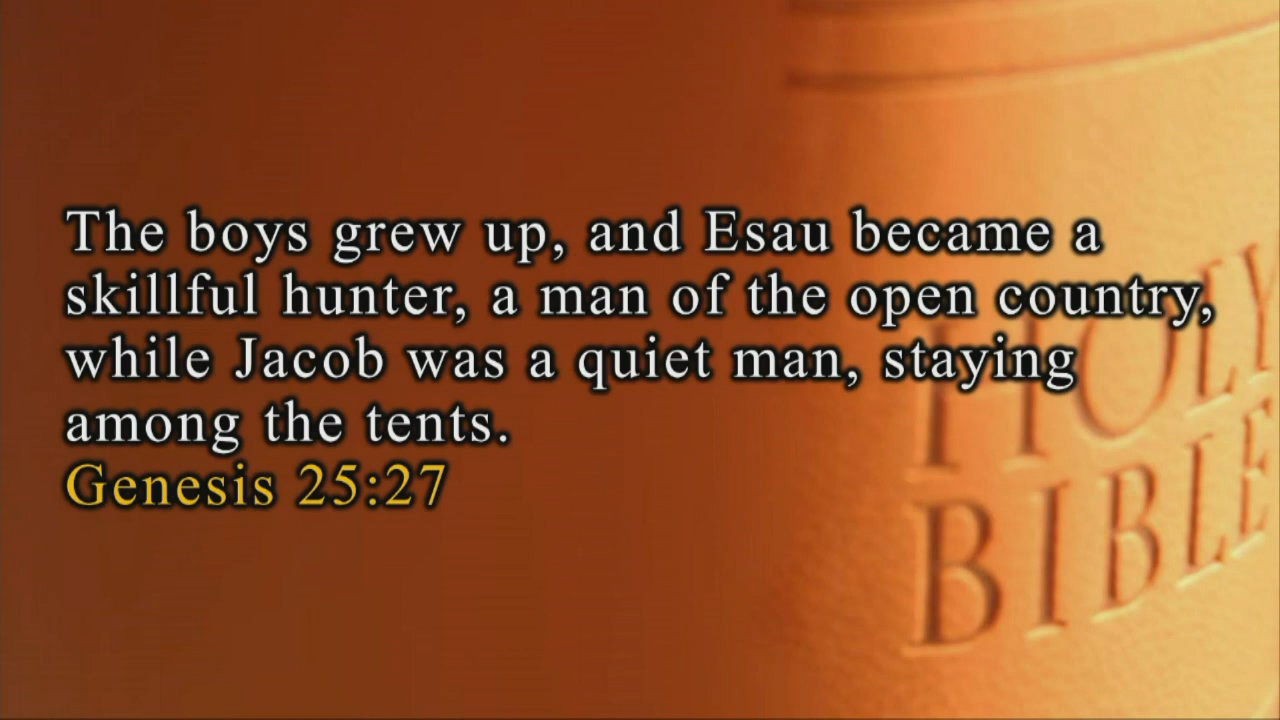 The boys grew up, and Esau became a
skillful hunter, a man of the open country,
while Jacob was a quiet man, staying
among the tents.
Genesis 25:27
HOLY
BIBLE